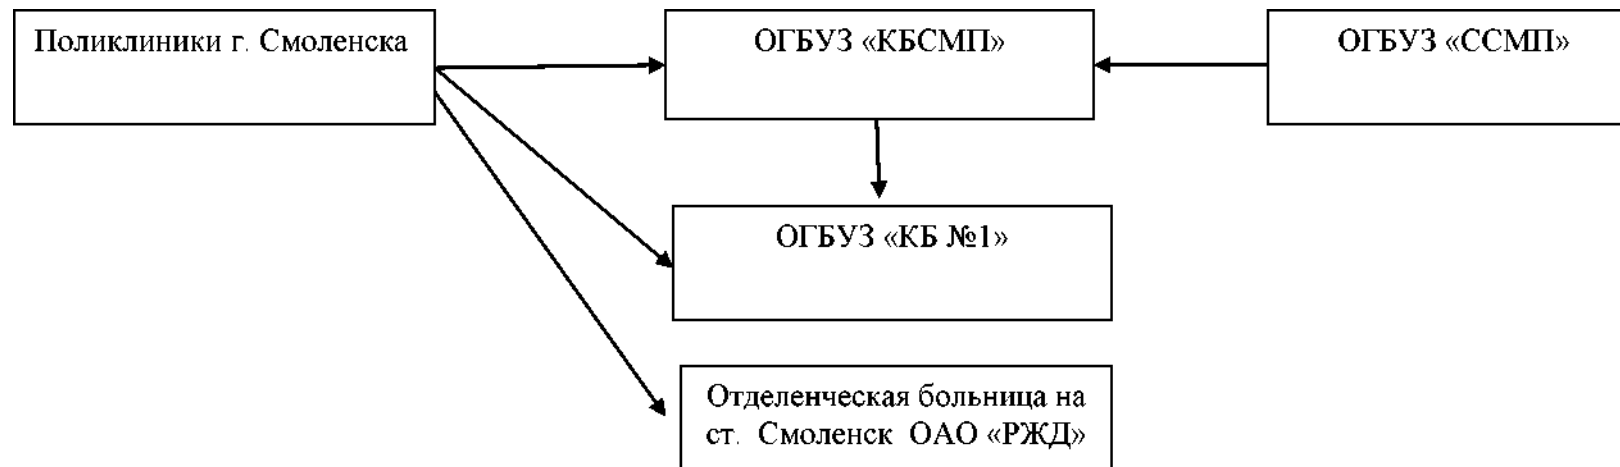 Поликлиники г. Смоленска
ОГБУЗ «КБСМП»
ОГБУЗ «ССМП»
ОГБУЗ «КБ №1»
Отделенческая больница на
ст. Смоленск ОАО «РЖД»